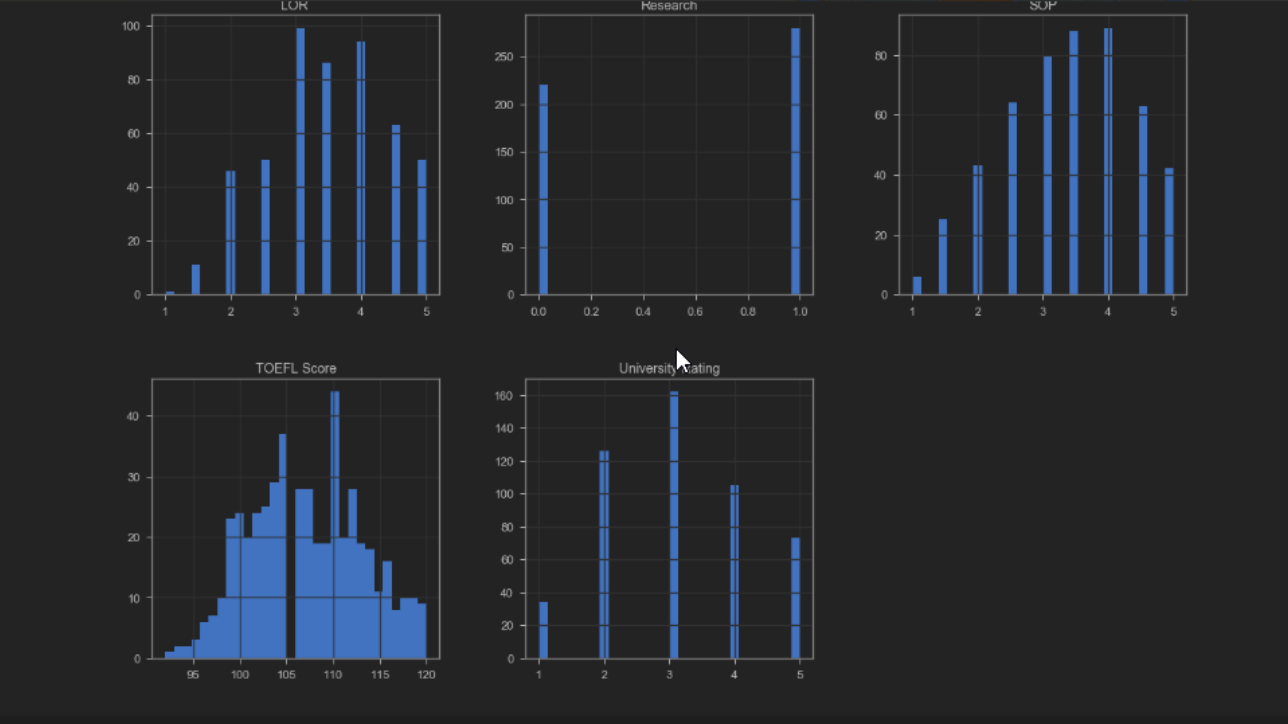 LOR Research SOP
100 80 60 40 20 0
1 2 3 4 5
250 200 150 100 50 0
0.0 0.2 0.4 0.6 0.8 1.0
80 60 40 20 0
1 2 3 4 5
TOEFL Score
40 30 20 10 0
95 100 105 110 115 120
University Rating
160 140 120 100 80 60 40 20 0
1 2 3 4 5